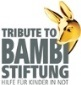 TRIBUTE TO
BAMBI
STIFTUNG
HILFE FÜR KINDER IN NOT